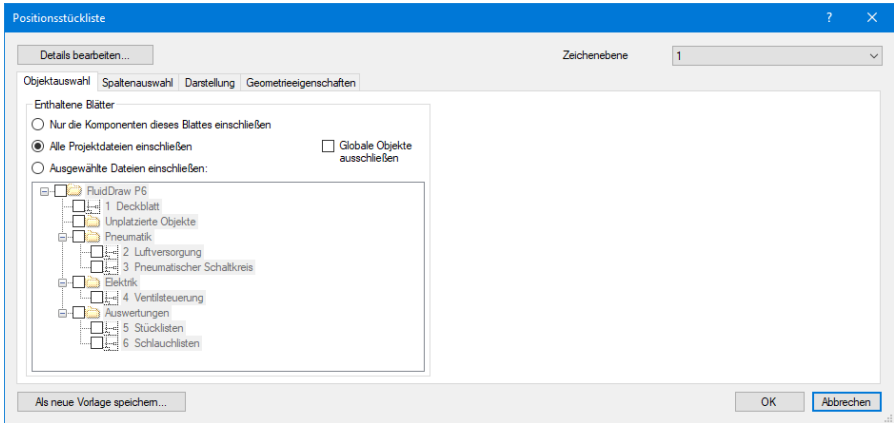 Positionsstückliste
Details bearbeiten...
Zeichenebene 1
Objektauswahl Spaltenauswahl Darstellung Geometrieeigenschaften
Enthaltene Blätter
Nur die Komponenten dieses Blattes einschließen
Alle Projektdateien einschließen
Globale Objekte
ausschließen
Ausgewählte Dateien einschließen:
FluidDraw P6
1 Deckblatt
Unplatzierte Objekte
Pneumatik
2 Luftversorgung
3 Pneumatischer Schaltkreis
Elektrik
4 Ventilsteuerung
Auswertungen
5 Stücklisten
6 Schlauchlisten
Als neue Vorlage speichern...
OK Abbrechen